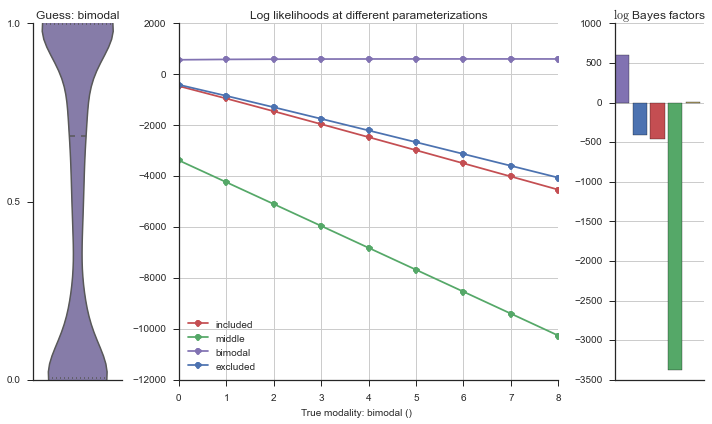 Guess: bimodal
1.0
0.5
0.0
Log likelihoods at different parameterizations
2000
0
−2000
−4000
−6000
−8000
−10000
−12000
included
middle
bimodal
excluded
0 1 2 3 4 5 6 7 8
True modality: bimodal ()
log Bayes factors
1000
500
0
−500
−1000
−1500
−2000
−2500
−3000
−3500